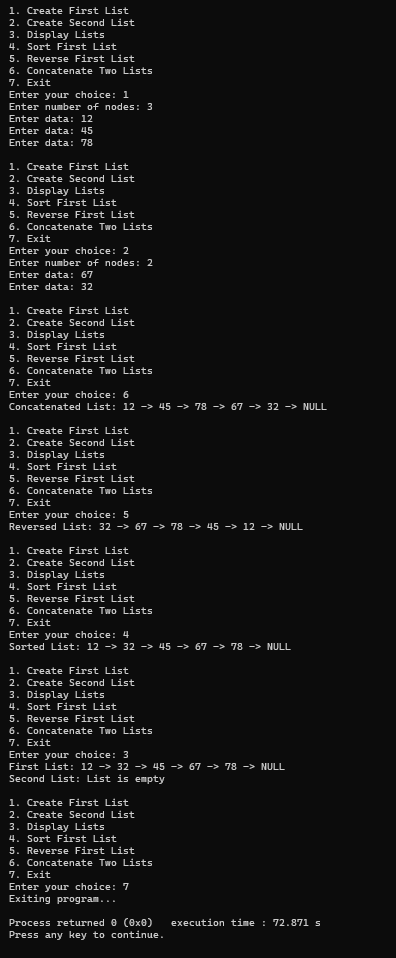 1. Create First List
2. Create Second List
3. Display Lists
4. Sort First List
5. Reverse First List
6. Concatenate Two Lists
7. Exit
Enter your choice: 1
Enter number of nodes: 3
Enter data: 12
Enter data: 45
Enter data: 78

1. Create First List
2. Create Second List
3. Display Lists
4. Sort First List
5. Reverse First List
6. Concatenate Two Lists
7. Exit
Enter your choice: 2
Enter number of nodes: 2
Enter data: 67
Enter data: 32

1. Create First List
2. Create Second List
3. Display Lists
4. Sort First List
5. Reverse First List
6. Concatenate Two Lists
7. Exit
Enter your choice: 6
Concatenated List: 12 -> 45 -> 78 -> 67 -> 32 -> NULL

1. Create First List
2. Create Second List
3. Display Lists
4. Sort First List
5. Reverse First List
6. Concatenate Two Lists
7. Exit
Enter your choice: 5
Reversed List: 32 -> 67 -> 78 -> 45 -> 12 -> NULL

1. Create First List
2. Create Second List
3. Display Lists
4. Sort First List
5. Reverse First List
6. Concatenate Two Lists
7. Exit
Enter your choice: 4
Sorted List: 12 -> 32 -> 45 -> 67 -> 78 -> NULL

1. Create First List
2. Create Second List
3. Display Lists
4. Sort First List
5. Reverse First List
6. Concatenate Two Lists
7. Exit
Enter your choice: 3
First List: 12 -> 32 -> 45 -> 67 -> 78 -> NULL
Second List: List is empty

1. Create First List
2. Create Second List
3. Display Lists
4. Sort First List
5. Reverse First List
6. Concatenate Two Lists
7. Exit
Enter your choice: 7
Exiting program...

Process returned 0 (0x0)   execution time : 72.871 s
Press any key to continue.